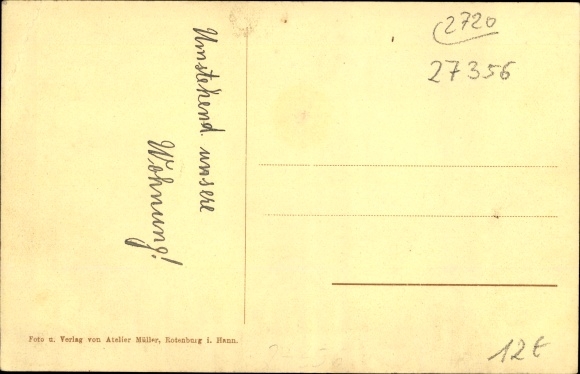 Umstehend unsere
Wohnung!
2720
27356
Foto u. Verlag von Atelier Müller, Rotenburg i. Hann.
12€